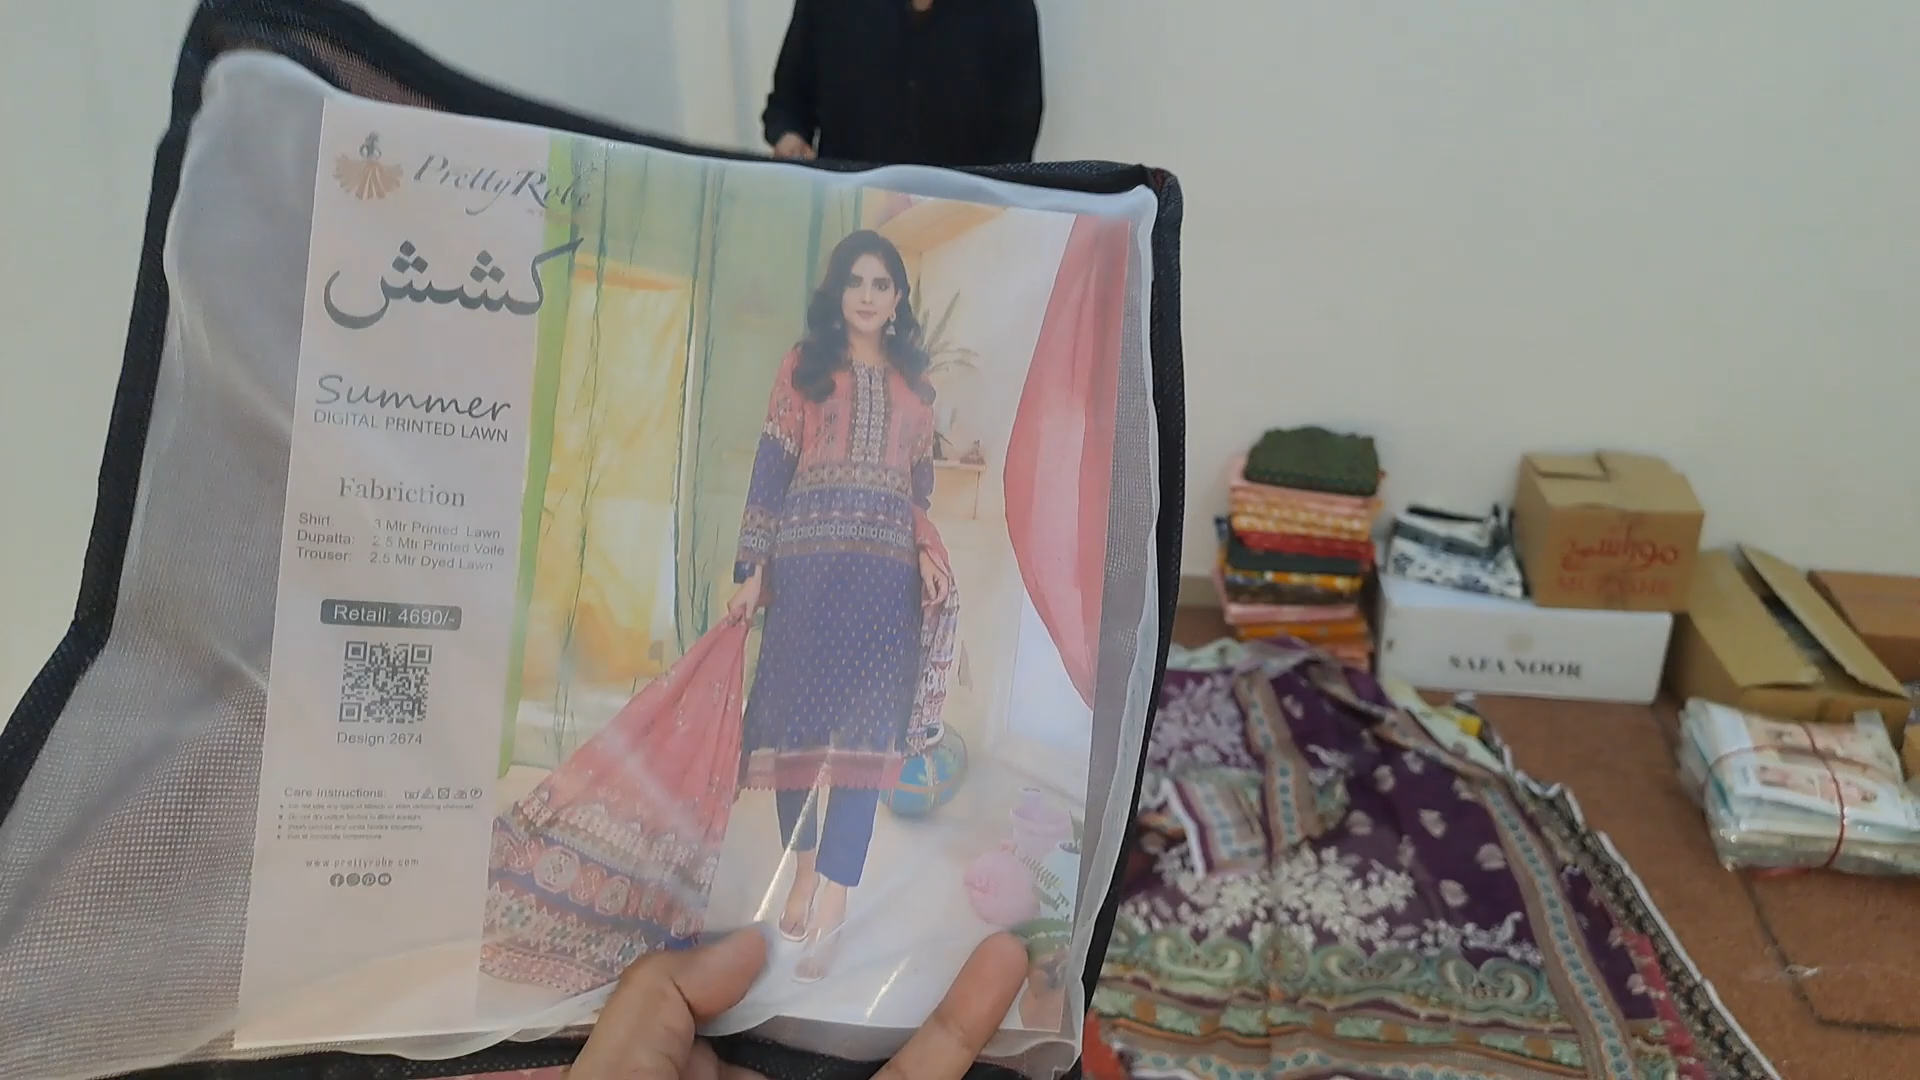 PrettyRobe
کشش
Summer
DIGITAL PRINTED LAWN
Fabriction
Shirt: 3 Mtr Printed Lawn
Dupatta: 2.5 Mtr Printed Voile
Trouser: 2.5 Mtr Dyed Lawn
Retail: 4690/-
Design 2674
Care Instructions:
www.prettyrobe.com
SAFA NOOR